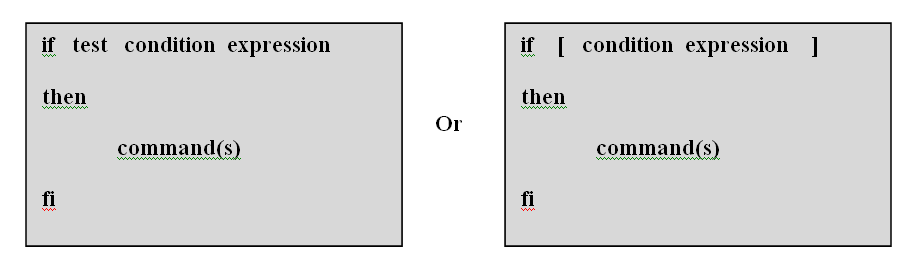 if test condition expression
then
command(s)
fi
Or
if [ condition expression ]
then
command(s)
fi